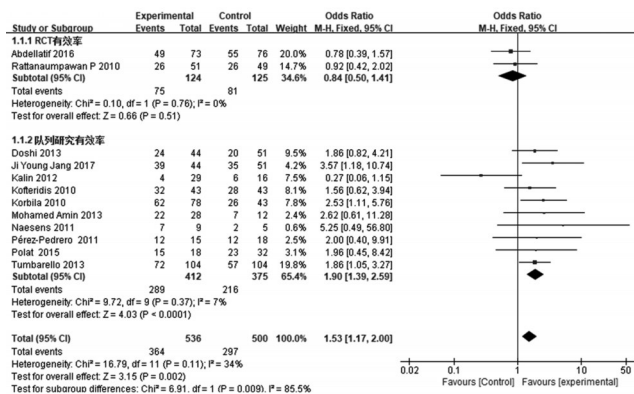 Experimental Control Odds Ratio Odds Ratio
Study or Subgroup Events Total Events Total Weight M-H, Fixed, 95% CI M-H, Fixed, 95% CI
1.1.1 RCT有效率
Abdellatif 2016 49 73 55 76 20.0% 0.78 [0.39, 1.57]
Rattanaumpawan P 2010 26 51 26 49 14.7% 0.92 [0.42, 2.02]
Subtotal (95% CI) 124 125 34.6% 0.84 [0.50, 1.41]
Total events 75 81
Heterogeneity: Chi² = 0.10, df = 1 (P = 0.76); I² = 0%
Test for overall effect: Z = 0.66 (P = 0.51)
1.1.2 队列研究有效率
Doshi 2013 24 44 20 51 9.5% 1.86 [0.82, 4.21]
Ji Young Jang 2017 39 44 35 51 4.2% 3.57 [1.18, 10.74]
Kalin 2012 4 29 6 16 7.4% 0.27 [0.06, 1.15]
Kofteridis 2010 32 43 28 43 7.9% 1.56 [0.62, 3.94]
Korbila 2010 62 78 26 43 7.5% 2.53 [1.11, 5.76]
Mohamed Amin 2013 22 28 7 12 2.3% 2.62 [0.61, 11.28]
Naesens 2011 7 9 2 5 0.6% 5.25 [0.49, 56.80]
Pérez-Pedrero 2011 12 15 12 18 2.4% 2.00 [0.40, 9.91]
Polat 2015 15 18 23 32 3.0% 1.96 [0.45, 8.42]
Tumbarello 2013 72 104 57 104 19.8% 1.86 [1.05, 3.27]
Subtotal (95% CI) 412 375 65.4% 1.90 [1.39, 2.59]
Total events 289 216
Heterogeneity: Chi² = 9.72, df = 9 (P = 0.37); I² = 7%
Test for overall effect: Z = 4.03 (P < 0.0001)
Total (95% CI) 536 500 100.0% 1.53 [1.17, 2.00]
Total events 364 297
Heterogeneity: Chi² = 16.79, df = 11 (P = 0.11); I² = 34%
Test for overall effect: Z = 3.15 (P = 0.002)
Test for subgroup differences: Chi² = 6.91, df = 1 (P = 0.009); I² = 85.5%
0.02 0.1 1 10 50
Favours [Control] Favours [experimental]